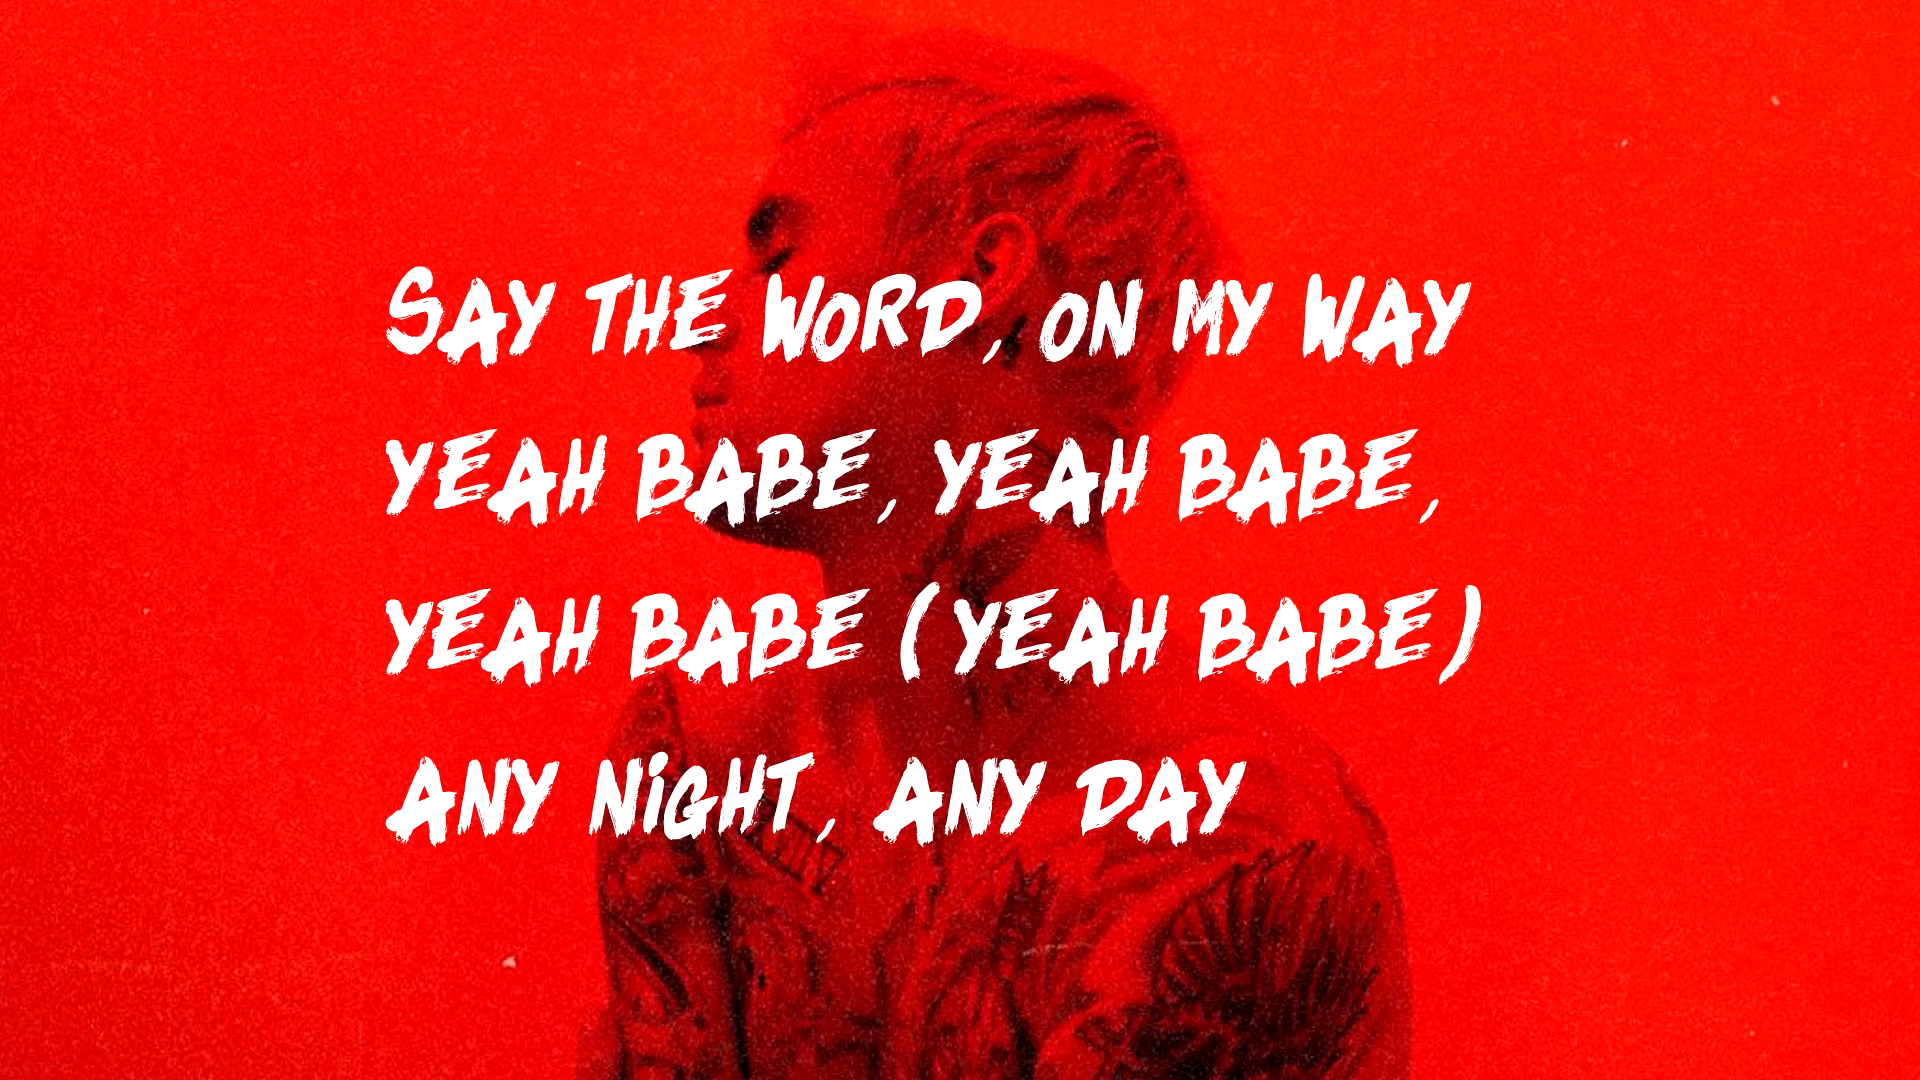 SAY THE WORD, ON MY WAY
YEAH BABE, YEAH BABE,
YEAH BABE (YEAH BABE)
ANY NIGHT, ANY DAY